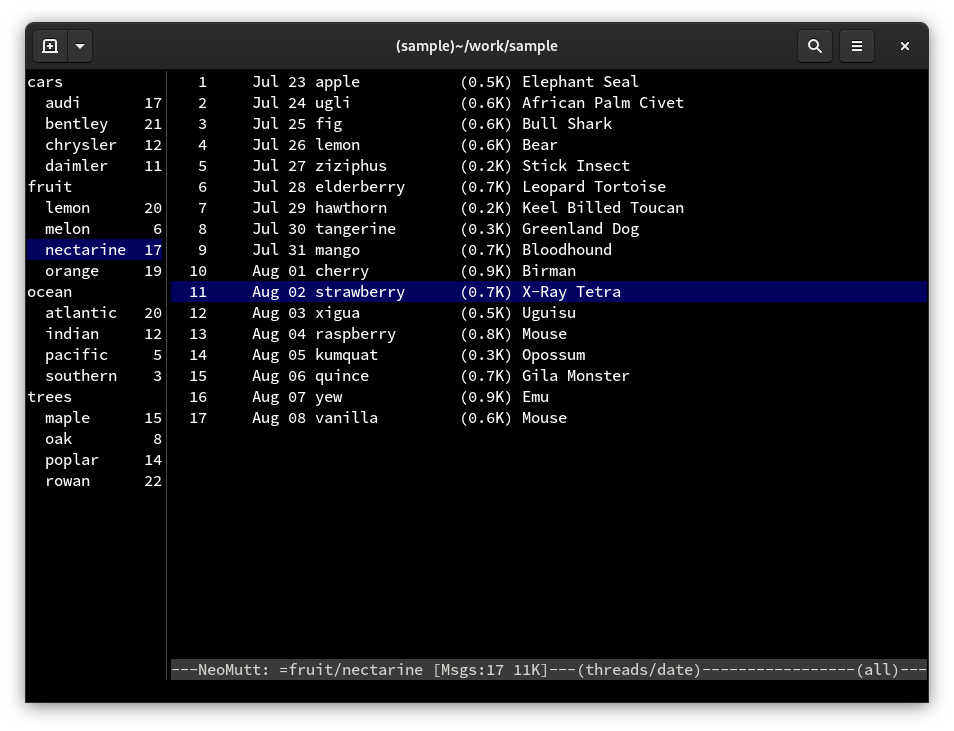 (sample)~/work/sample
cars
audi 17
bentley 21
chrysler 12
daimler 11
fruit
lemon 20
melon 6
nectarine 17
orange 19
ocean
atlantic 20
indian 12
pacific 5
southern 3
trees
maple 15
oak 8
poplar 14
rowan 22
1 Jul 23 apple (0.5K) Elephant Seal
2 Jul 24 ugli (0.6K) African Palm Civet
3 Jul 25 fig (0.6K) Bull Shark
4 Jul 26 lemon (0.6K) Bear
5 Jul 27 ziziphus (0.2K) Stick Insect
6 Jul 28 elderberry (0.7K) Leopard Tortoise
7 Jul 29 hawthorn (0.2K) Keel Billed Toucan
8 Jul 30 tangerine (0.3K) Greenland Dog
9 Jul 31 mango (0.7K) Bloodhound
10 Aug 01 cherry (0.9K) Birman
11 Aug 02 strawberry (0.7K) X-Ray Tetra
12 Aug 03 xigua (0.5K) Uguisu
13 Aug 04 raspberry (0.8K) Mouse
14 Aug 05 kumquat (0.3K) Opossum
15 Aug 06 quince (0.7K) Gila Monster
16 Aug 07 yew (0.9K) Emu
17 Aug 08 vanilla (0.6K) Mouse
---NeoMutt: =fruit/nectarine [Msgs:17 11K]---(threads/date)-----------------(all)---